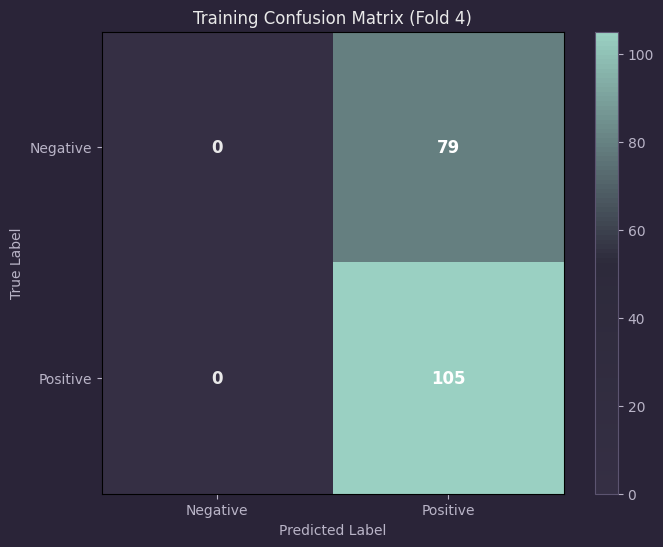 Training Confusion Matrix (Fold 4)
True Label
Negative
0
79
Positive
0
105
Negative
Positive
Predicted Label
100
80
60
40
20
0